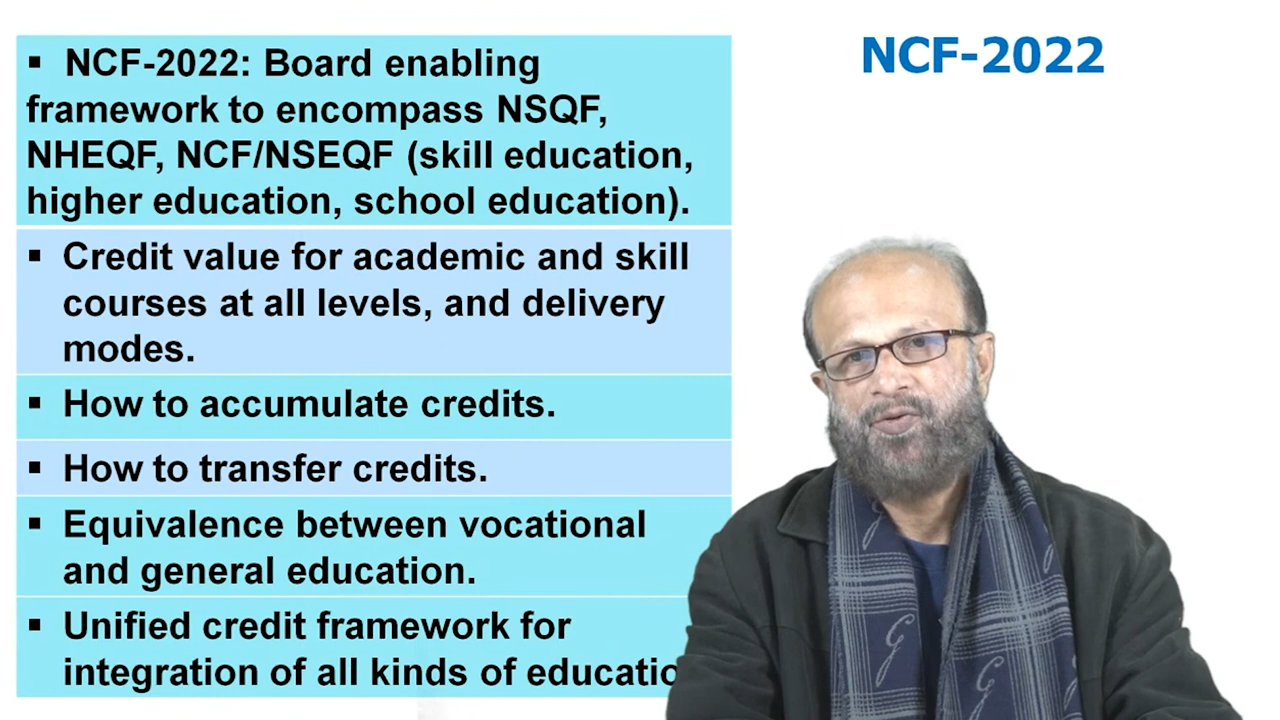 NCF-2022
▪ NCF-2022: Board enabling
framework to encompass NSQF,
NHEQF, NCF/NSEQF (skill education,
higher education, school education).
▪ Credit value for academic and skill
courses at all levels, and delivery
modes.
▪ How to accumulate credits.
▪ How to transfer credits.
▪ Equivalence between vocational
and general education.
▪ Unified credit framework for
integration of all kinds of educatio